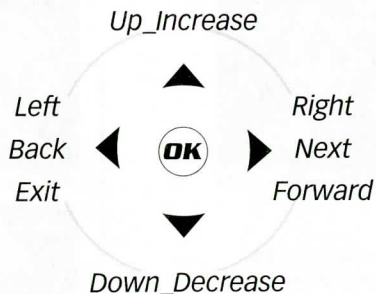 Up_Increase
Left
Back
Exit
OK
Right
Next
Forward
Down_Decrease